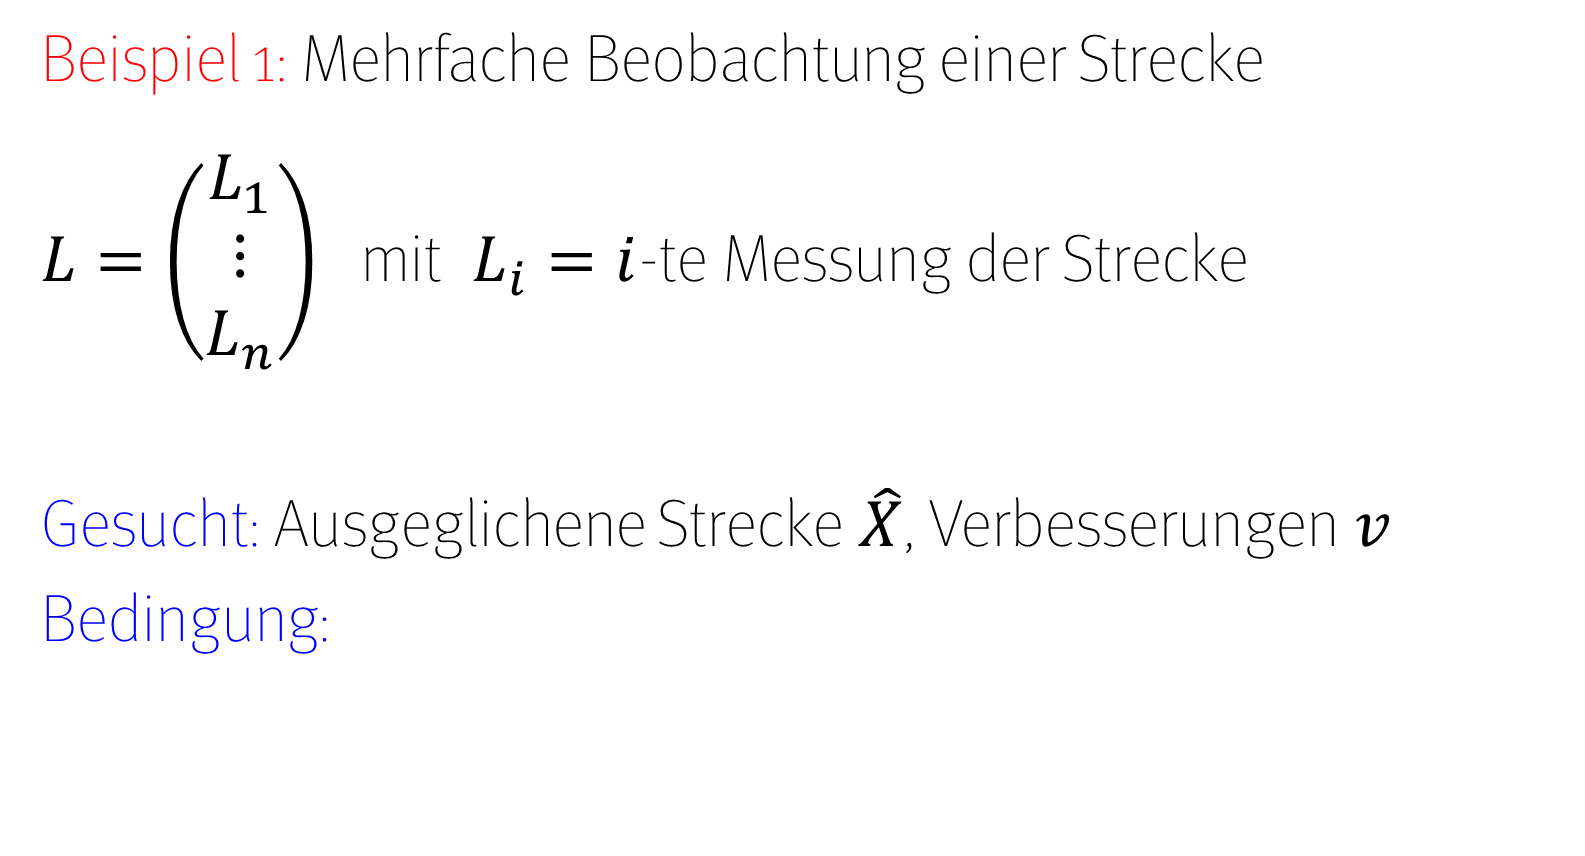 Beispiel 1: Mehrfache Beobachtung einer Strecke
L = (L₁ ⋮ Lₙ) mit Lᵢ = i-te Messung der Strecke
Gesucht: Ausgeglichene Strecke X̂, Verbesserungen v
Bedingung: